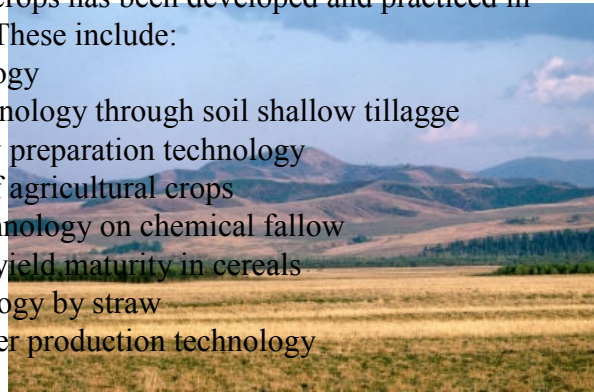 crops has been developed and practiced in
These include:
ogy
nology through soil shallow tillagge
preparation technology
f agricultural crops
nnology on chemical fallow
yield maturity in cereals
ogy by straw
er production technology